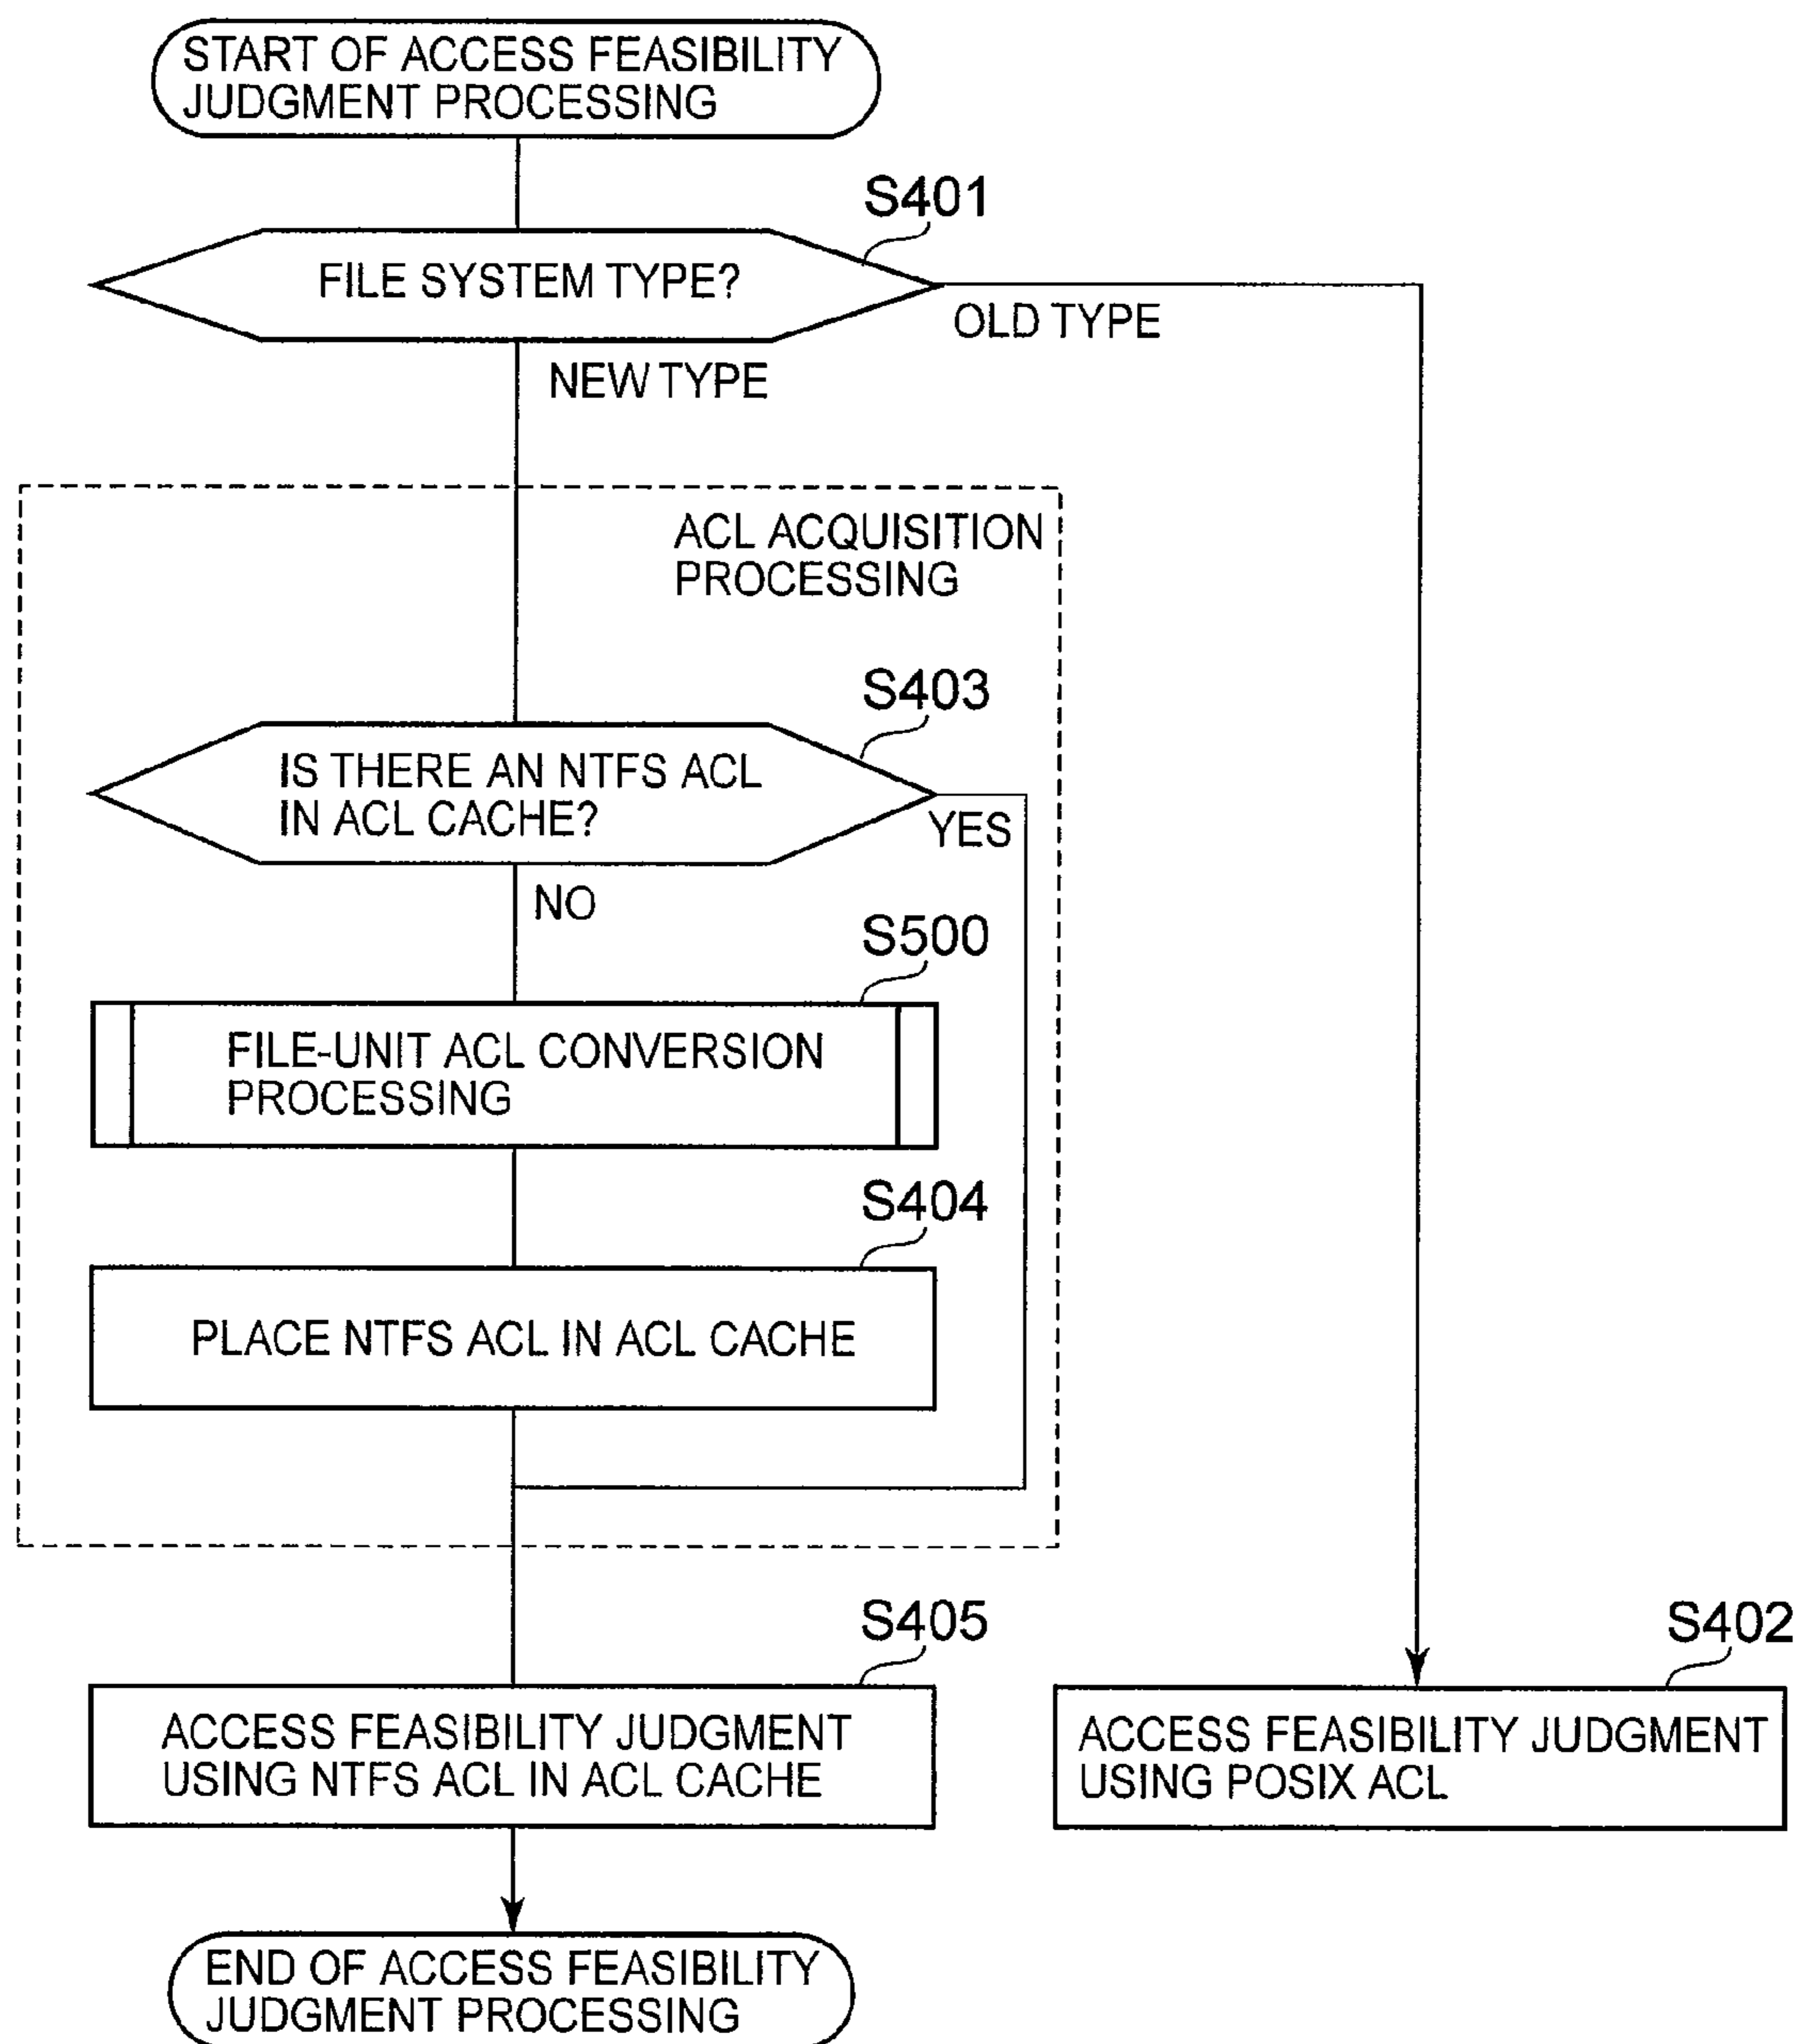 START OF ACCESS FEASIBILITY
JUDGMENT PROCESSING
S401
FILE SYSTEM TYPE?
OLD TYPE
NEW TYPE
ACL ACQUISITION
PROCESSING
S403
IS THERE AN NTFS ACL
IN ACL CACHE?
YES
NO
S500
FILE-UNIT ACL CONVERSION
PROCESSING
S404
PLACE NTFS ACL IN ACL CACHE
S405
ACCESS FEASIBILITY JUDGMENT
USING NTFS ACL IN ACL CACHE
S402
ACCESS FEASIBILITY JUDGMENT
USING POSIX ACL
END OF ACCESS FEASIBILITY
JUDGMENT PROCESSING